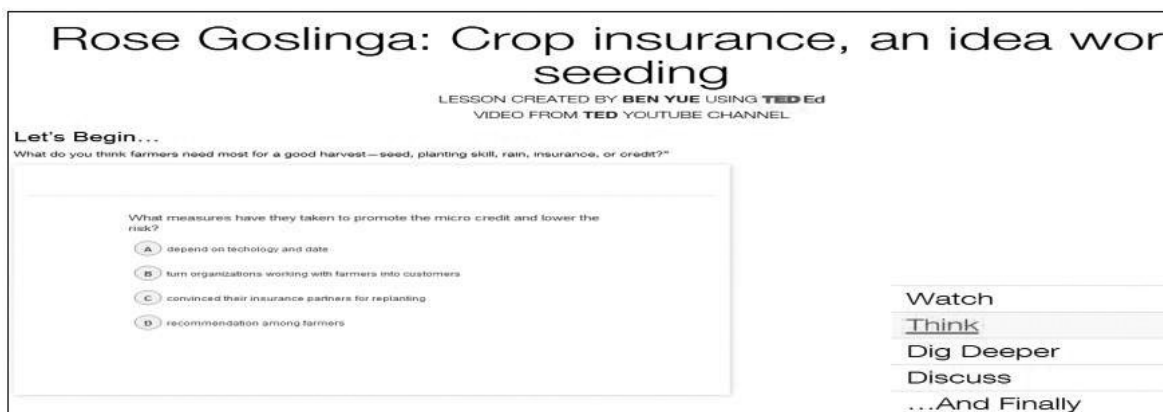 Rose Goslinga: Crop insurance, an idea wor
seeding
LESSON CREATED BY BEN YUE USING TED Ed
VIDEO FROM TED YOUTUBE CHANNEL
Let's Begin...
What do you think farmers need most for a good harvest—seed, planting skill, rain, insurance, or credit?"
What measures have they taken to promote the micro credit and lower the
risk?
A depend on techology and date
B turn organizations working with farmers into customers
C convinced their insurance partners for replanting
D recommendation among farmers
Watch
Think
Dig Deeper
Discuss
...And Finally